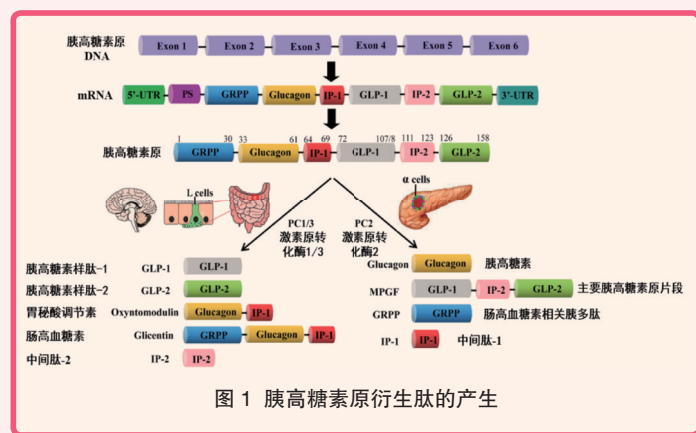 胰高糖素原
DNA
Exon 1 Exon 2 Exon 3 Exon 4 Exon 5 Exon 6
mRNA 5'-UTR PS GRPP Glucagon IP-1 GLP-1 IP-2 GLP-2 3'-UTR
1 30 33 61 64 69 72 107/8 111 123 126 158
胰高糖素原 GRPP Glucagon IP-1 GLP-1 IP-2 GLP-2
L cells
α cells
PC1/3
激素原转
化酶1/3
PC2
激素原转
化酶2
胰高糖素样肽-1 GLP-1 GLP-1
胰高糖素样肽-2 GLP-2 GLP-2
胃秘酸调节素 Oxyntomodulin Glucagon IP-1
肠高血糖素 Glicentin GRPP Glucagon IP-1
中间肽-2 IP-2 IP-2
Glucagon Glucagon 胰高糖素
MPGF GLP-1 IP-2 GLP-2 主要胰高糖素原片段
GRPP GRPP 肠高血糖素相关胰多肽
IP-1 IP-1 中间肽-1
图 1 胰高糖素原衍生肽的产生